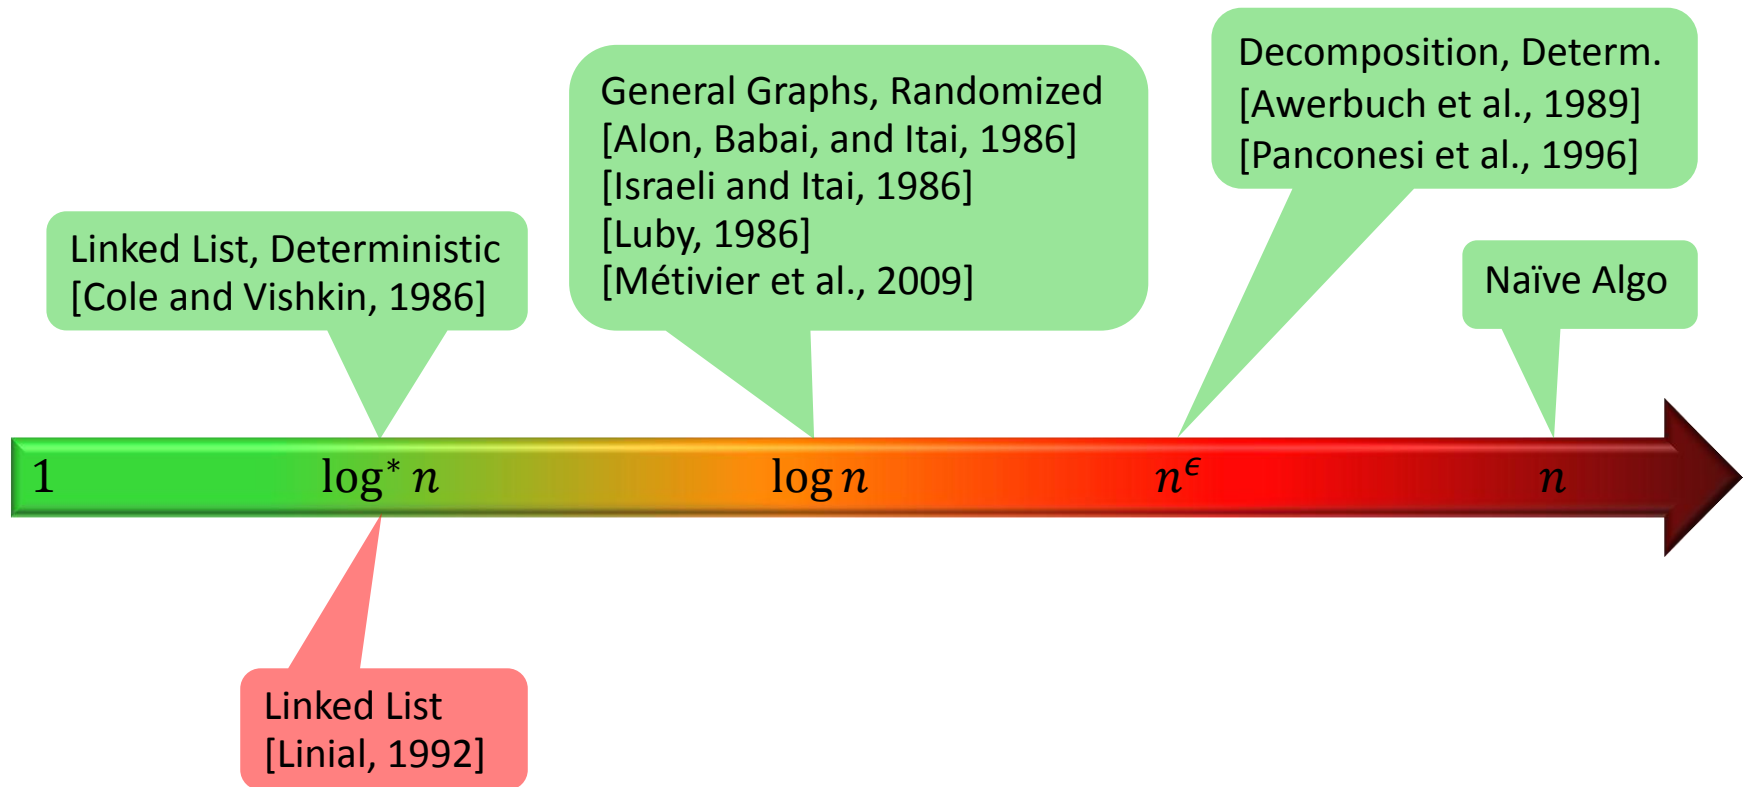 Decomposition, Determ.
[Awerbuch et al., 1989]
[Panconesi et al., 1996]
General Graphs, Randomized
[Alon, Babai, and Itai, 1986]
[Israeli and Itai, 1986]
[Luby, 1986]
[Métivier et al., 2009]
Linked List, Deterministic
[Cole and Vishkin, 1986]
Naïve Algo
1 log* n log n n^ϵ n
Linked List
[Linial, 1992]